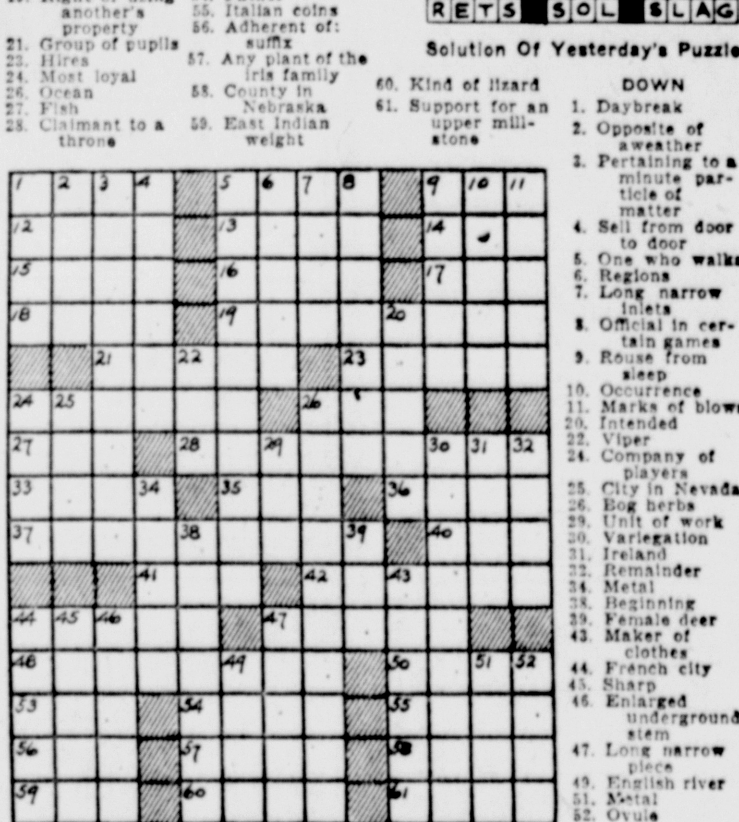 another's
property
21. Group of pupils
23. Hires
24. Most loyal
26. Ocean
27. Fish
28. Claimant to a
throne
55. Italian coins
56. Adherent of:
suffix
57. Any plant of the
iris family
58. County in
Nebraska
59. East Indian
weight
RETS SOL SLAG
Solution Of Yesterday's Puzzle
60. Kind of lizard
61. Support for an
upper mill-
stone
DOWN
1. Daybreak
2. Opposite of
aweather
3. Pertaining to a
minute par-
ticle of
matter
4. Sell from door
to door
5. One who walks
6. Regions
7. Long narrow
inlets
8. Official in cer-
tain games
9. Rouse from
sleep
10. Occurrence
11. Marks of blows
20. Intended
22. Viper
24. Company of
players
25. City in Nevada
26. Bog herbs
29. Unit of work
30. Variegation
31. Ireland
32. Remainder
34. Metal
38. Beginning
39. Female deer
43. Maker of
clothes
44. French city
45. Sharp
46. Enlarged
underground
stem
47. Long narrow
piece
49. English river
51. Metal
52. Ovule
1 2 3 4 5 6 7 8 9 10 11
12 13 14
15 16 17
18 19 20
21 22 23
24 25 26
27 28 29 30 31 32
33 34 35 36
37 38 39 40
41 42 43
44 45 46 47
48 49 50 51 52
53 54 55
56 57 58
59 60 61